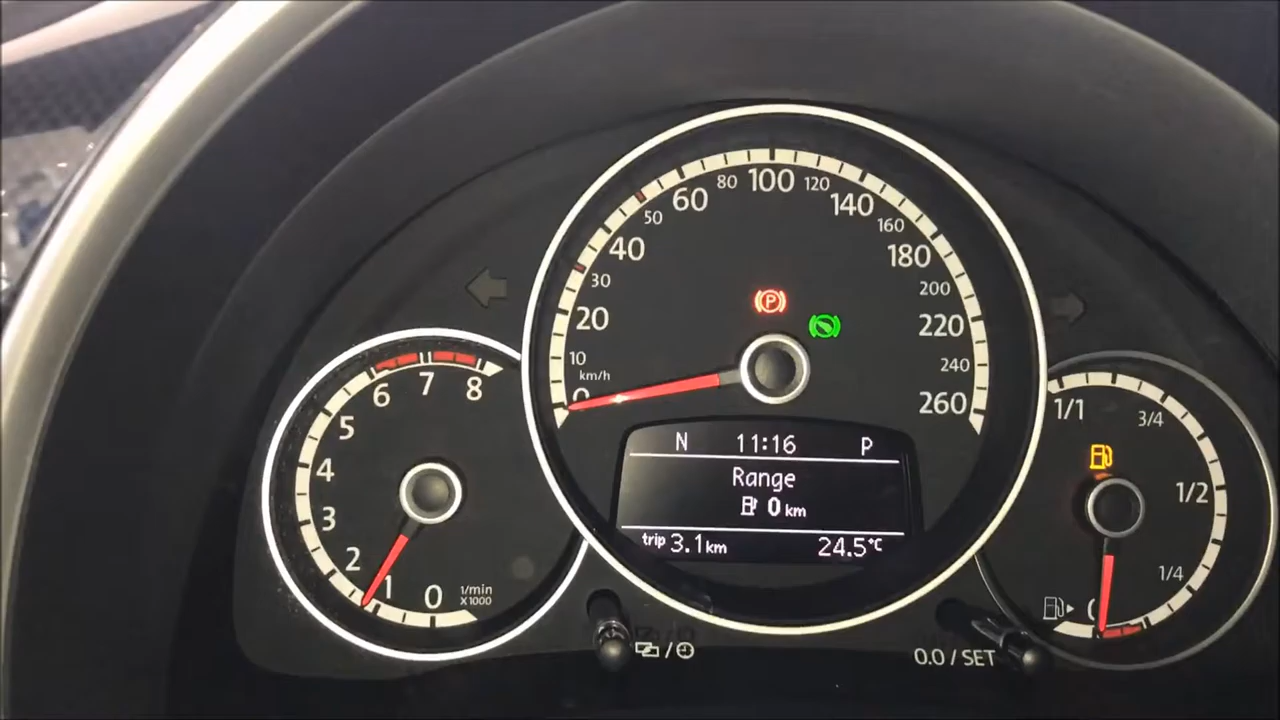 80 100 120
60 140
50 160
40 180
30 200
20 220
10 240
km/h
0 260
6 7 8
5
4
3
2
1 0 1/min
X1000
N 11:16 P
Range
0 km
trip 3.1 km 24.5°C
1/1 3/4
1/2
1/4
0
P
/
0.0 / SET